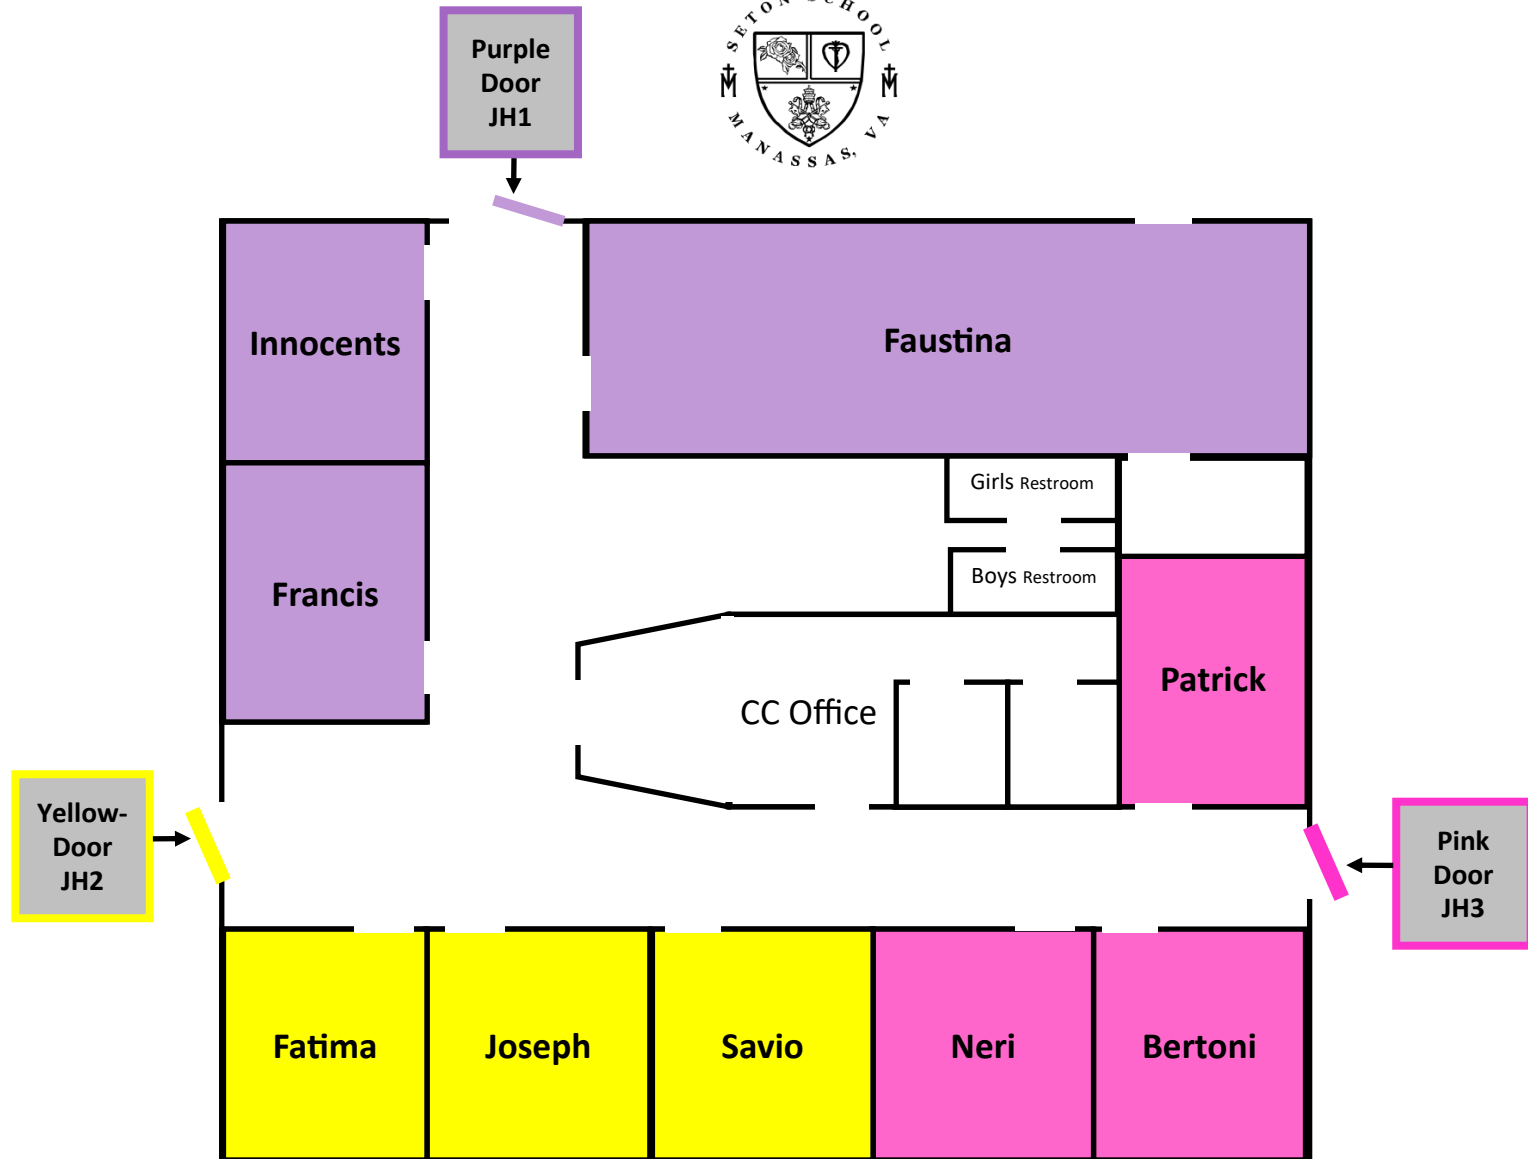 SETON SCHOOL
MANASSAS, VA
Purple
Door
JH1
Innocents
Faustina
Girls Restroom
Boys Restroom
Francis
Patrick
CC Office
Yellow-
Door
JH2
Pink
Door
JH3
Fatima
Joseph
Savio
Neri
Bertoni